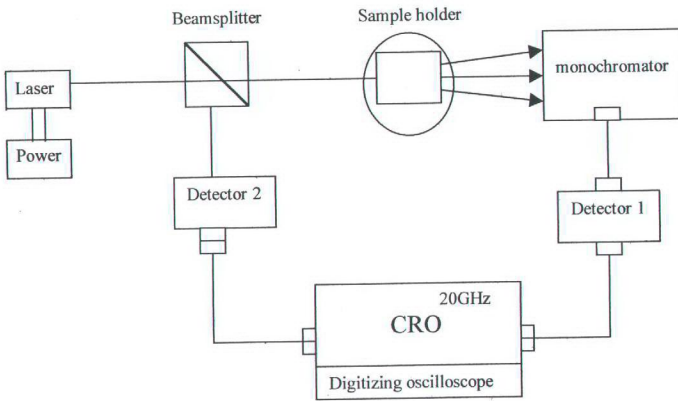 Beamsplitter
Sample holder
Laser
monochromator
Power
Detector 2
Detector 1
20GHz
CRO
Digitizing oscilloscope